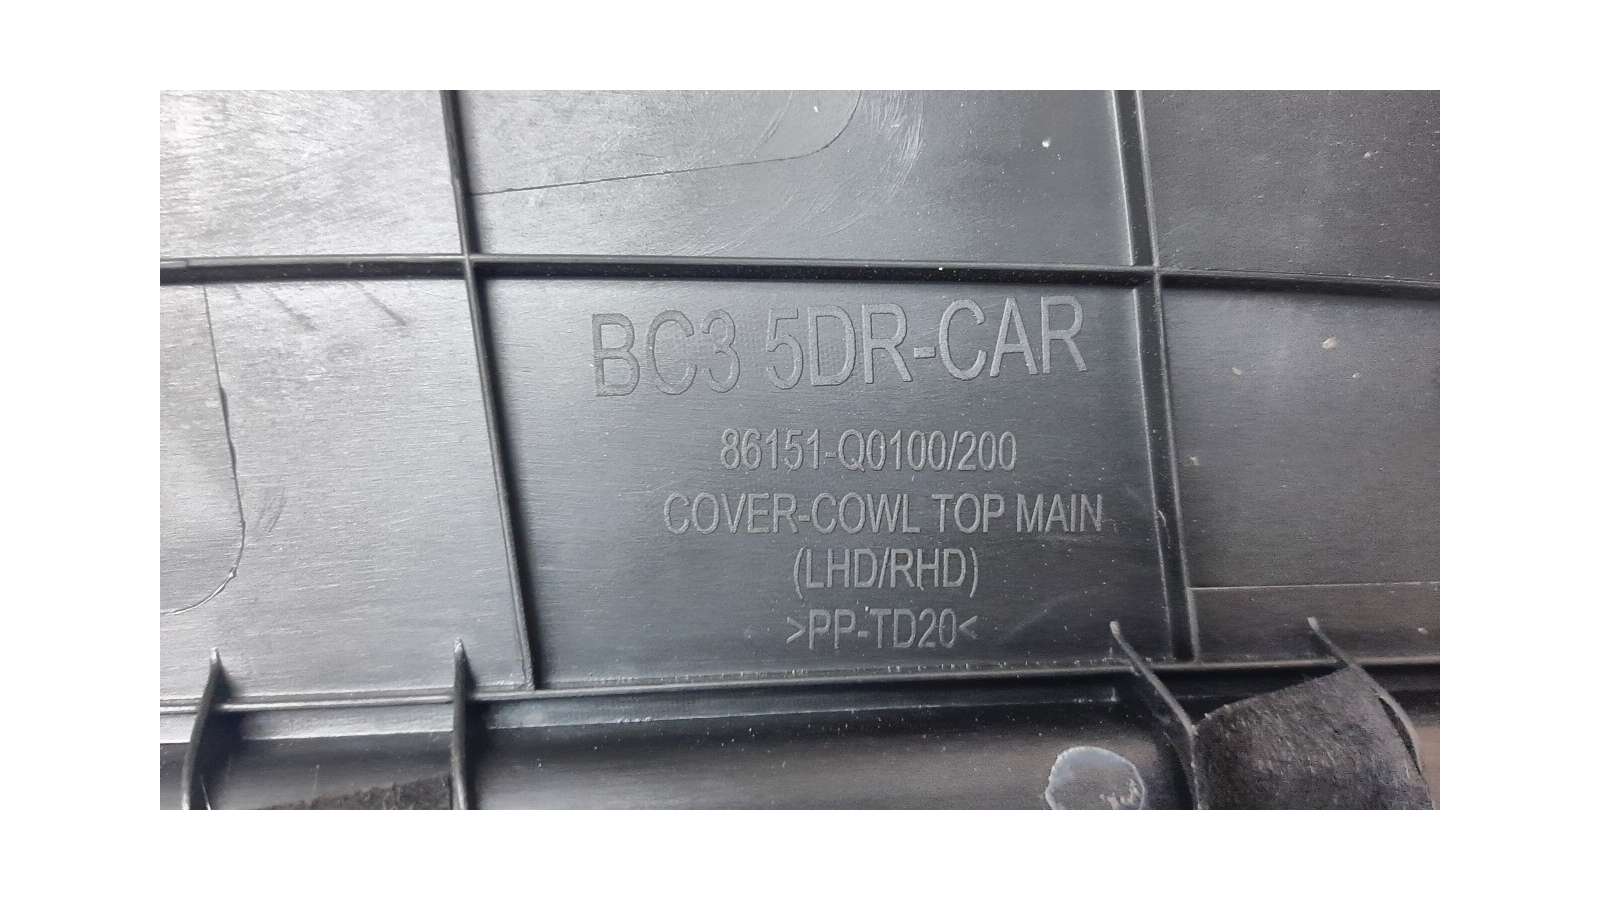 BC3 5DR-CAR
86151-Q0100/200
COVER-COWL TOP MAIN
(LHD/RHD)
>PP-TD20<